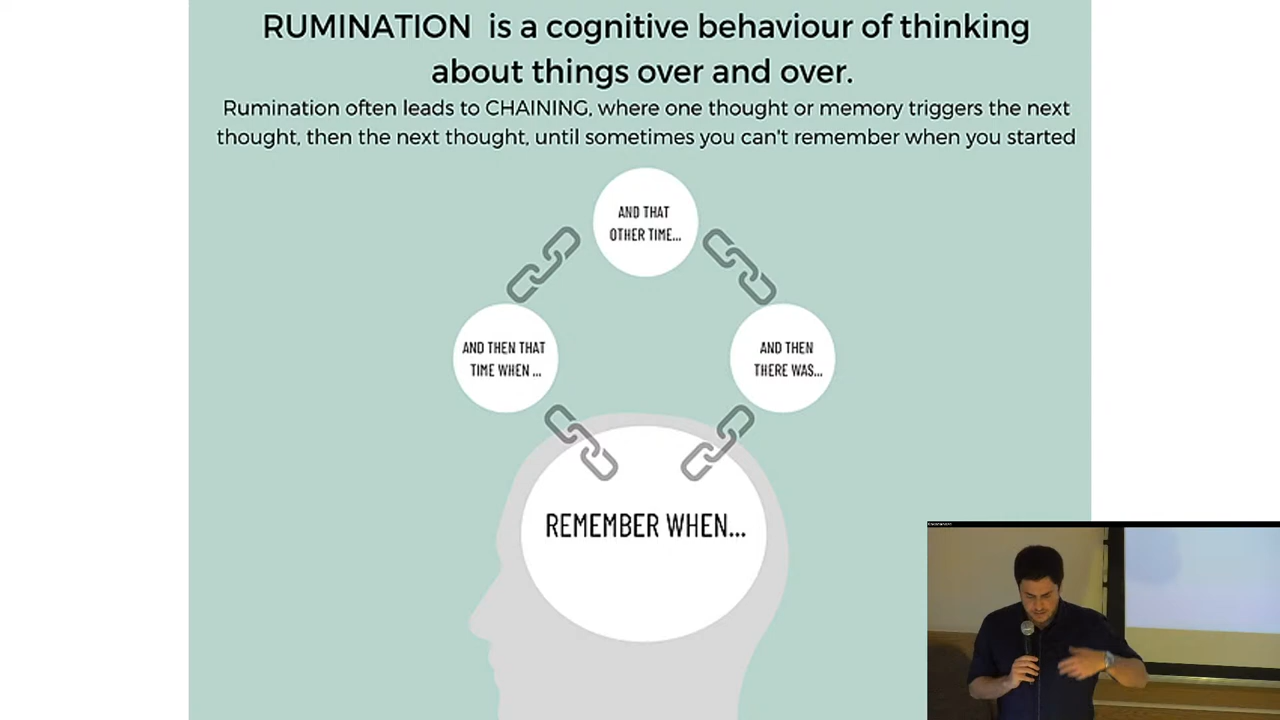 RUMINATION is a cognitive behaviour of thinking
about things over and over.
Rumination often leads to CHAINING, where one thought or memory triggers the next
thought, then the next thought, until sometimes you can't remember when you started
AND THAT
OTHER TIME...
AND THEN THAT
TIME WHEN ...
AND THEN
THERE WAS...
REMEMBER WHEN...